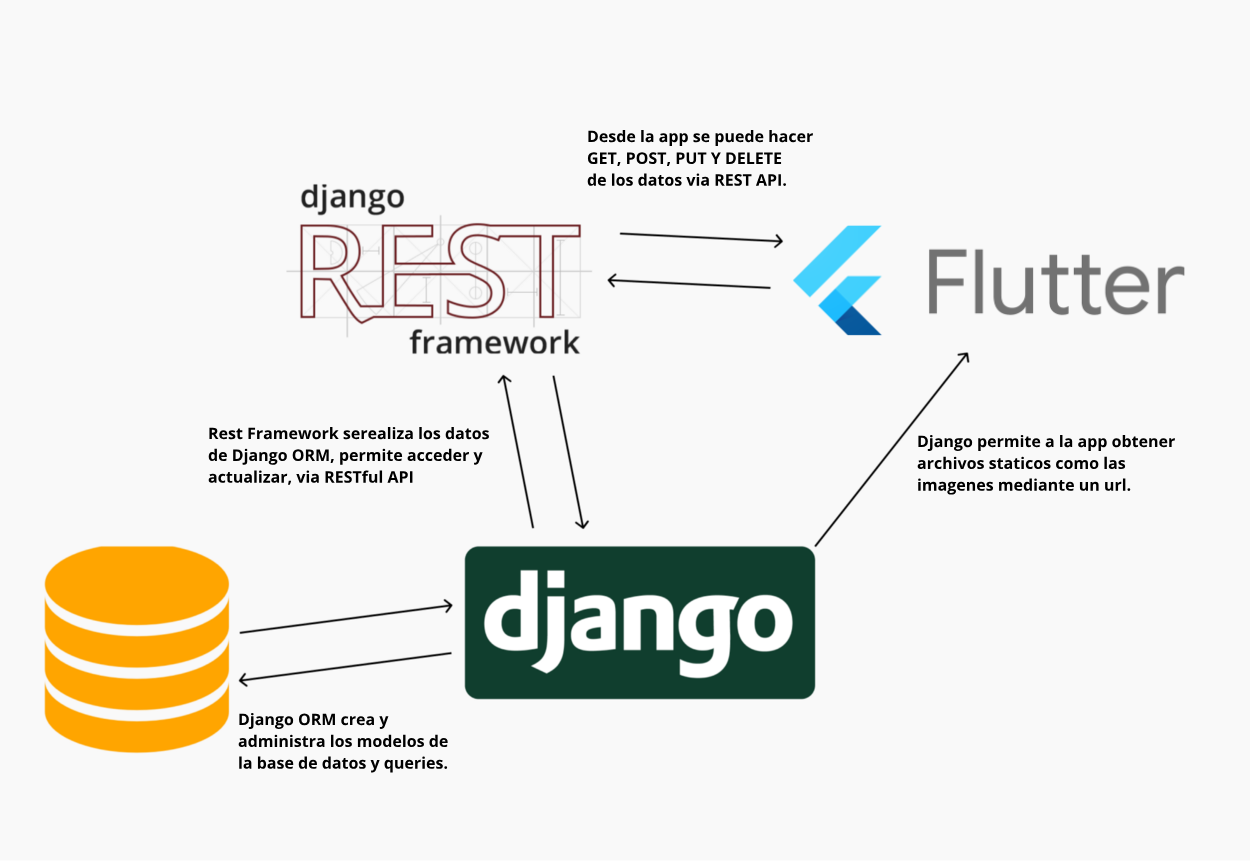 Desde la app se puede hacer
GET, POST, PUT Y DELETE
de los datos via REST API.
django
REST
framework
Flutter
Rest Framework serealiza los datos
de Django ORM, permite acceder y
actualizar, via RESTful API
Django permite a la app obtener
archivos staticos como las
imagenes mediante un url.
django
Django ORM crea y
administra los modelos de
la base de datos y queries.